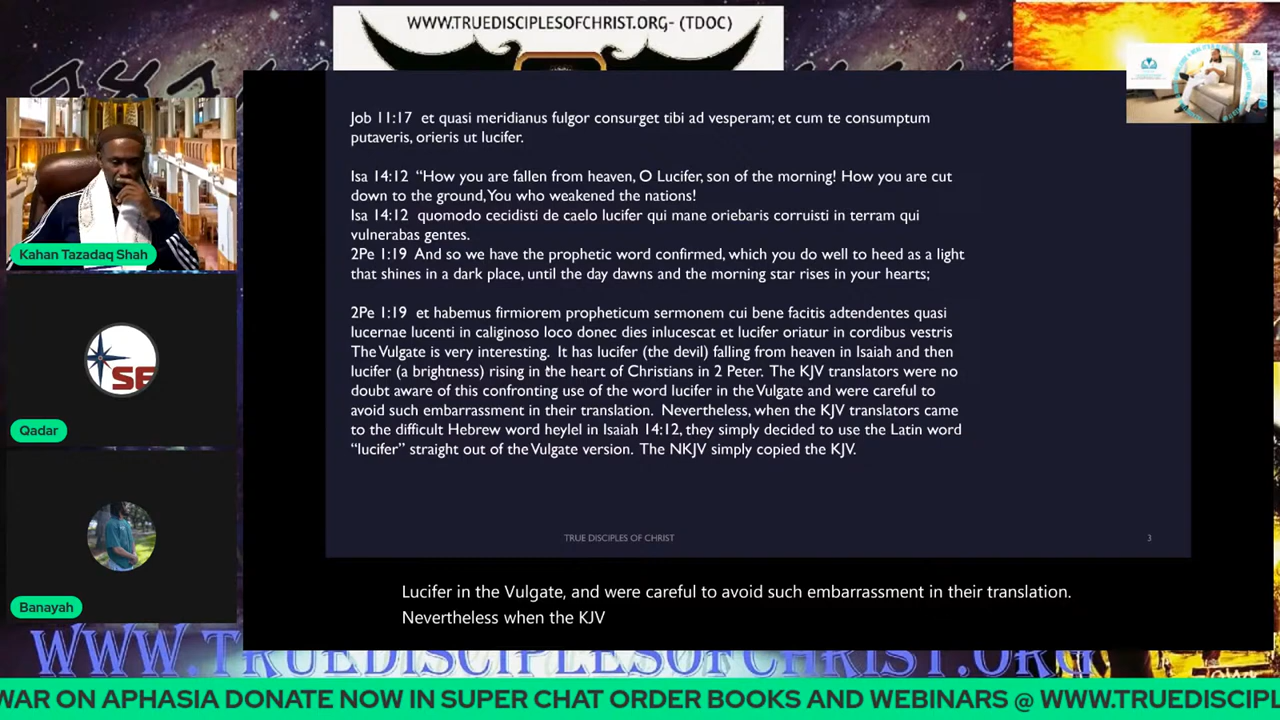 WWW.TRUEDISCIPLESOFCHRIST.ORG- (TDOC)
Job 11:17 et quasi meridianus fulgor consurget tibi ad vesperam; et cum te consumptum
putaveris, orieris ut lucifer.
Isa 14:12 “How you are fallen from heaven, O Lucifer, son of the morning! How you are cut
down to the ground, You who weakened the nations!
Isa 14:12 quomodo cecidisti de caelo lucifer qui mane oriebaris corruisti in terram qui
vulnerabas gentes.
2Pe 1:19 And so we have the prophetic word confirmed, which you do well to heed as a light
that shines in a dark place, until the day dawns and the morning star rises in your hearts;
2Pe 1:19 et habemus firmiorem propheticum sermonem cui bene facitis adtendentes quasi
lucernae lucenti in caliginoso loco donec dies inlucescat et lucifer oriatur in cordibus vestris
The Vulgate is very interesting. It has lucifer (the devil) falling from heaven in Isaiah and then
lucifer (a brightness) rising in the heart of Christians in 2 Peter. The KJV translators were no
doubt aware of this confronting use of the word lucifer in the Vulgate and were careful to
avoid such embarrassment in their translation. Nevertheless, when the KJV translators came
to the difficult Hebrew word heylel in Isaiah 14:12, they simply decided to use the Latin word
“lucifer” straight out of the Vulgate version. The NKJV simply copied the KJV.
TRUE DISCIPLES OF CHRIST 3
Kahan Tazadaq Shah
SE
Qadar
Banayah
Lucifer in the Vulgate, and were careful to avoid such embarrassment in their translation.
Nevertheless when the KJV
WWW.TRUEDISCIPLESOFCHRIST.ORG
WAR ON APHASIA DONATE NOW IN SUPER CHAT ORDER BOOKS AND WEBINARS @ WWW.TRUEDISCIPL